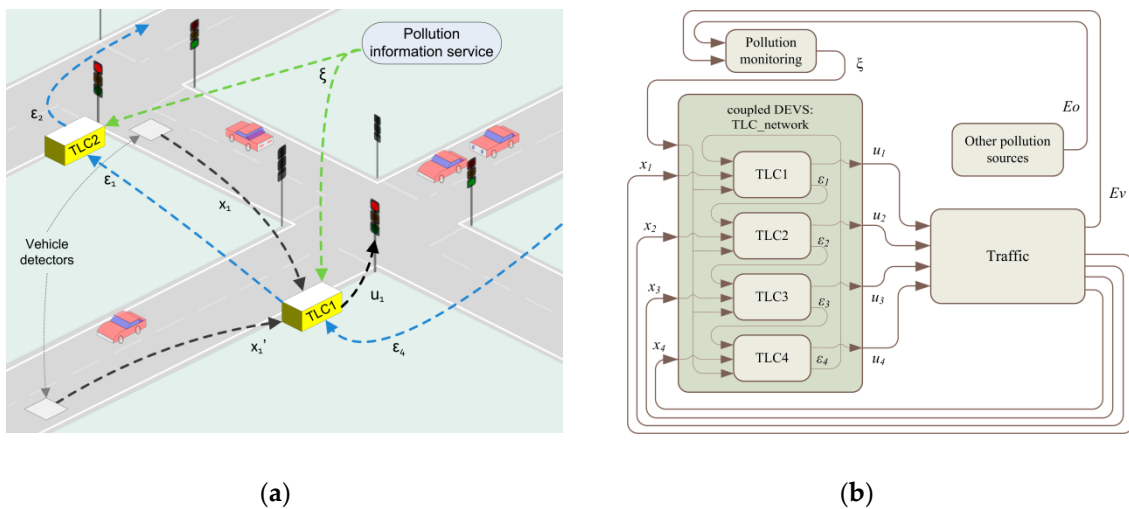 Pollution
information service
ξ
ε₂
TLC2
ε₁
x₁
Vehicle
detectors
u₁
TLC1
ε₄
x₁'
(a)
Pollution
monitoring
ξ
coupled DEVS:
TLC_network
Eo
Other pollution
sources
x1
TLC1
ε1
u1
Ev
x2
TLC2
ε2
u2
Traffic
x3
TLC3
ε3
u3
x4
TLC4
ε4
u4
(b)